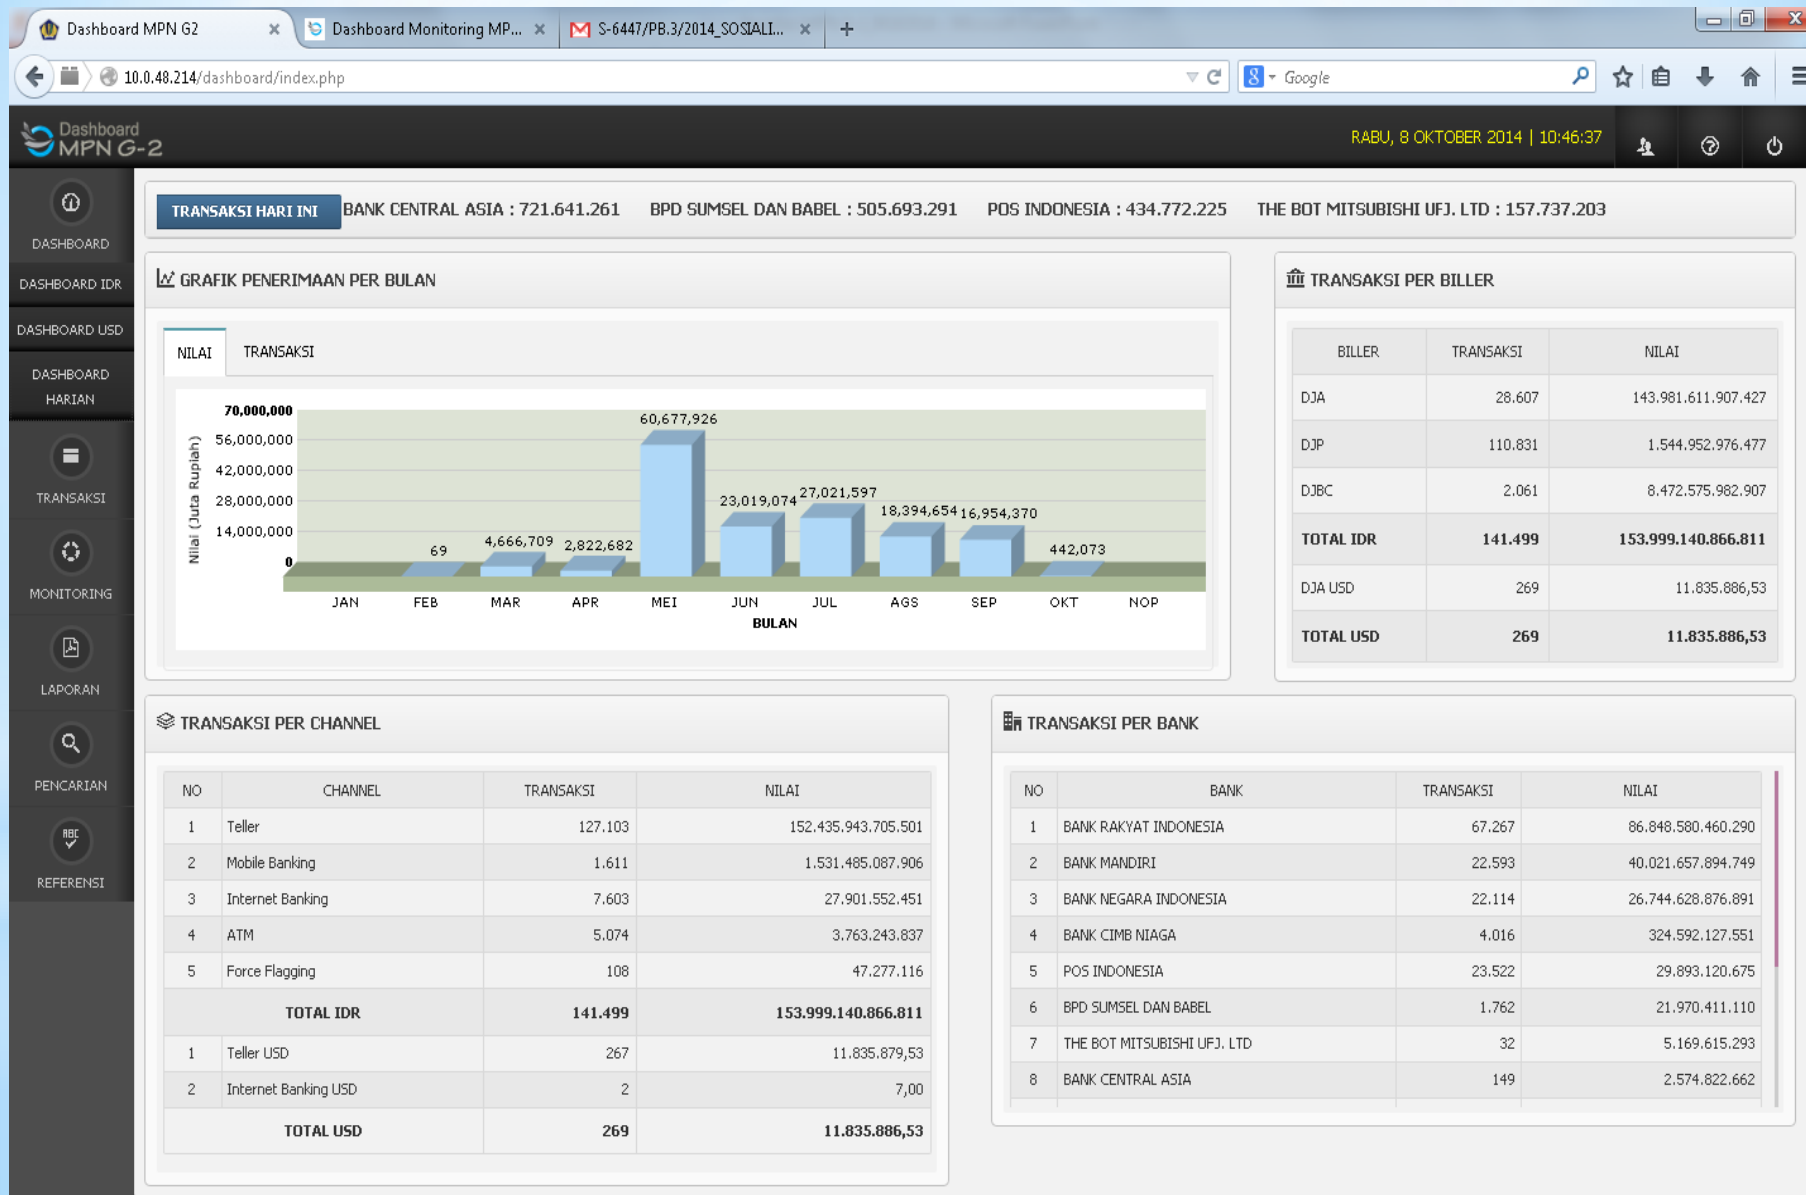 Dashboard MPN G2
Dashboard Monitoring MP...
S-6447/PB.3/2014_SOSIALI...
10.0.48.214/dashboard/index.php
Google
Dashboard
MPN G-2
RABU, 8 OKTOBER 2014 | 10:46:37
DASHBOARD
DASHBOARD IDR
DASHBOARD USD
DASHBOARD
HARIAN
TRANSAKSI
MONITORING
LAPORAN
PENCARIAN
REFERENSI
TRANSAKSI HARI INI BANK CENTRAL ASIA : 721.641.261 BPD SUMSEL DAN BABEL : 505.693.291 POS INDONESIA : 434.772.225 THE BOT MITSUBISHI UFJ. LTD : 157.737.203
GRAFIK PENERIMAAN PER BULAN
NILAI TRANSAKSI
Nilai (Juta Rupiah)
70,000,000
56,000,000
42,000,000
28,000,000
14,000,000
0
69 4,666,709 2,822,682 60,677,926 23,019,074 27,021,597 18,394,654 16,954,370 442,073
JAN FEB MAR APR MEI JUN JUL AGS SEP OKT NOP
BULAN
TRANSAKSI PER BILLER
BILLER TRANSAKSI NILAI
DJA 28.607 143.981.611.907.427
DJP 110.831 1.544.952.976.477
DJBC 2.061 8.472.575.982.907
TOTAL IDR 141.499 153.999.140.866.811
DJA USD 269 11.835.886,53
TOTAL USD 269 11.835.886,53
TRANSAKSI PER CHANNEL
NO CHANNEL TRANSAKSI NILAI
1 Teller 127.103 152.435.943.705.501
2 Mobile Banking 1.611 1.531.485.087.906
3 Internet Banking 7.603 27.901.552.451
4 ATM 5.074 3.763.243.837
5 Force Flagging 108 47.277.116
TOTAL IDR 141.499 153.999.140.866.811
1 Teller USD 267 11.835.879,53
2 Internet Banking USD 2 7,00
TOTAL USD 269 11.835.886,53
TRANSAKSI PER BANK
NO BANK TRANSAKSI NILAI
1 BANK RAKYAT INDONESIA 67.267 86.848.580.460.290
2 BANK MANDIRI 22.593 40.021.657.894.749
3 BANK NEGARA INDONESIA 22.114 26.744.628.876.891
4 BANK CIMB NIAGA 4.016 324.592.127.551
5 POS INDONESIA 23.522 29.893.120.675
6 BPD SUMSEL DAN BABEL 1.762 21.970.411.110
7 THE BOT MITSUBISHI UFJ. LTD 32 5.169.615.293
8 BANK CENTRAL ASIA 149 2.574.822.662